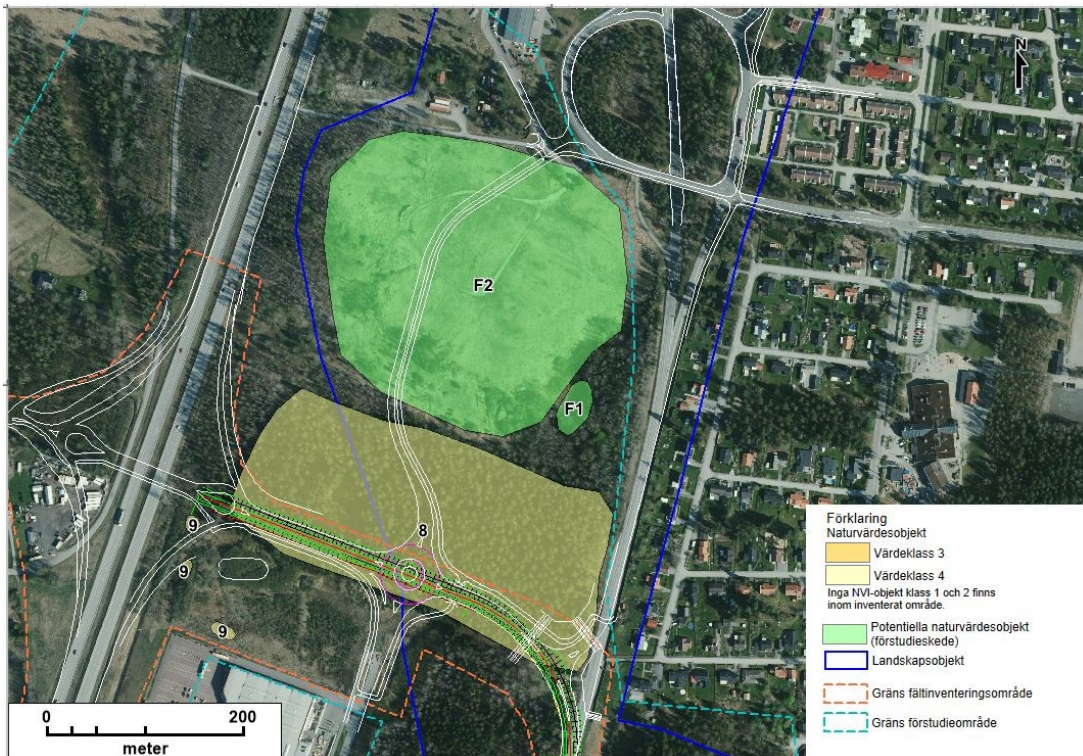 N
F2
F1
8
9
9
9
0 200
meter
Förklaring
Naturvärdesobjekt
Värdeklass 3
Värdeklass 4
Inga NVI-objekt klass 1 och 2 finns
inom inventerat område.
Potentiella naturvärdesobjekt
(förstudieskede)
Landskapsobjekt
Gräns fältinventeringsområde
Gräns förstudieområde